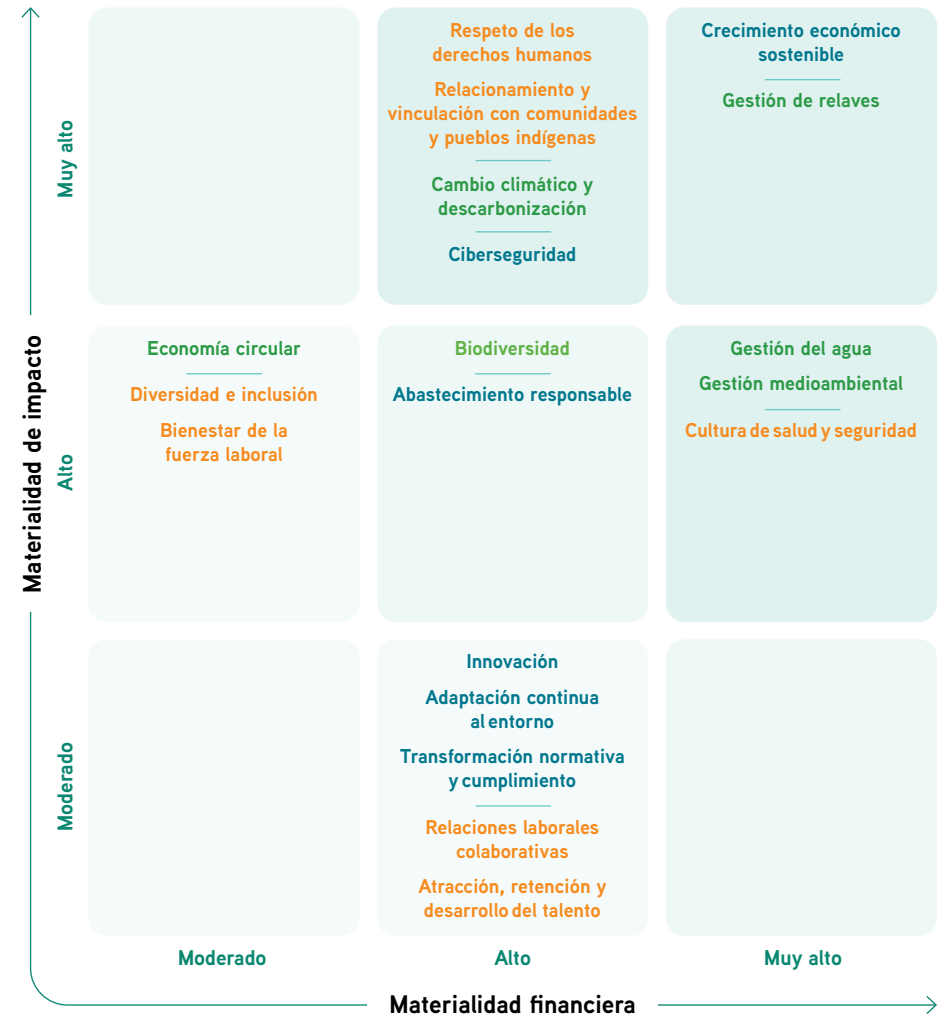 Materialidad de impacto
Muy alto
Respeto de los
derechos humanos
Relacionamiento y
vinculación con comunidades
y pueblos indígenas
Cambio climático y
descarbonización
Ciberseguridad
Crecimiento económico
sostenible
Gestión de relaves
Alto
Economía circular
Diversidad e inclusión
Bienestar de la
fuerza laboral
Biodiversidad
Abastecimiento responsable
Gestión del agua
Gestión medioambiental
Cultura de salud y seguridad
Moderado
Innovación
Adaptación continua
al entorno
Transformación normativa
y cumplimiento
Relaciones laborales
colaborativas
Atracción, retención y
desarrollo del talento
Moderado
Alto
Muy alto
Materialidad financiera